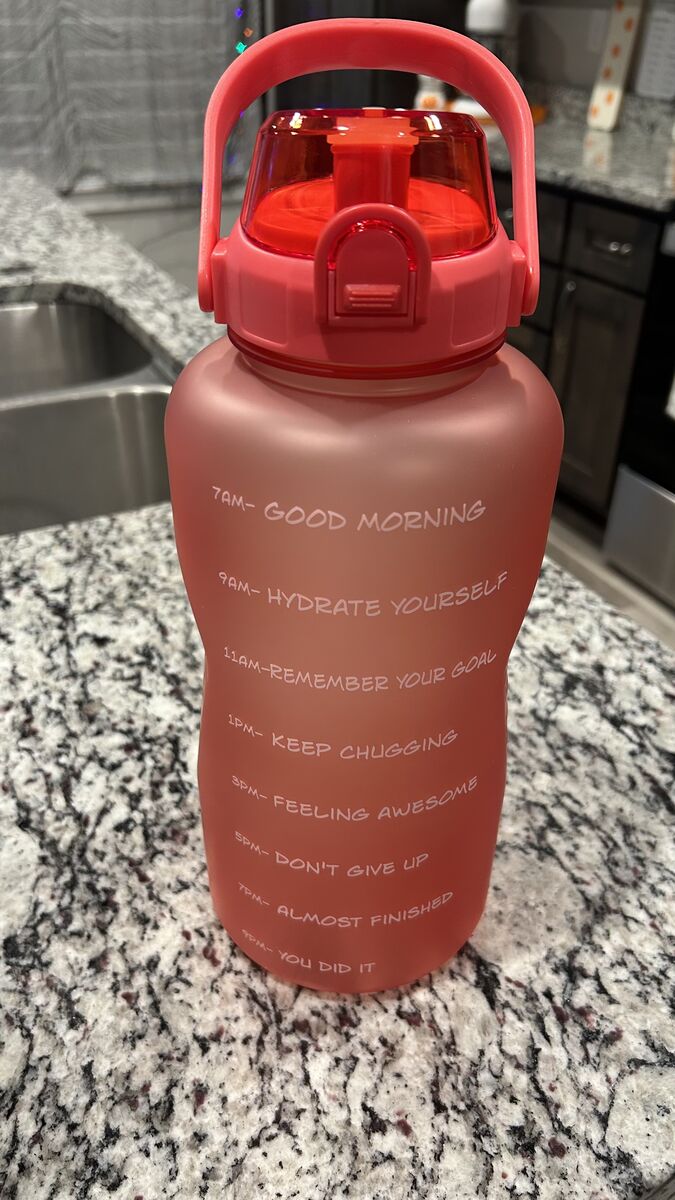 7AM- GOOD MORNING
9AM- HYDRATE YOURSELF
11AM-REMEMBER YOUR GOAL
1PM- KEEP CHUGGING
3PM- FEELING AWESOME
5PM- DON'T GIVE UP
7PM- ALMOST FINISHED
9PM- YOU DID IT